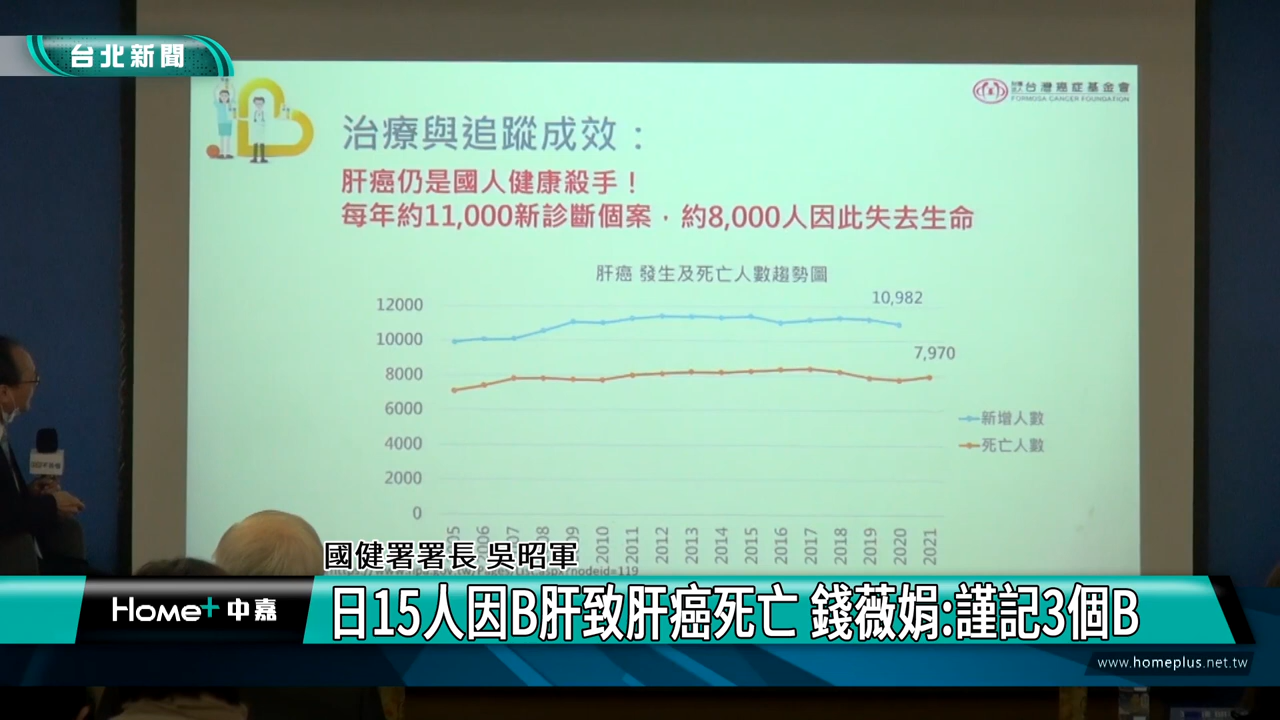 台北新聞
台灣癌症基金會
FORMOSA CANCER FOUNDATION
治療與追蹤成效：
肝癌仍是國人健康殺手！
每年約11,000新診斷個案，約8,000人因此失去生命
肝癌 發生及死亡人數趨勢圖
12000
10000
8000
6000
4000
2000
0
10,982
7,970
新增人數
死亡人數
2010
2011
2012
2013
2014
2015
2016
2017
2018
2019
2020
2021
國健署署長 吳昭軍
Home+中嘉
日15人因B肝致肝癌死亡 錢薇娟:謹記3個B
www.homeplus.net.tw